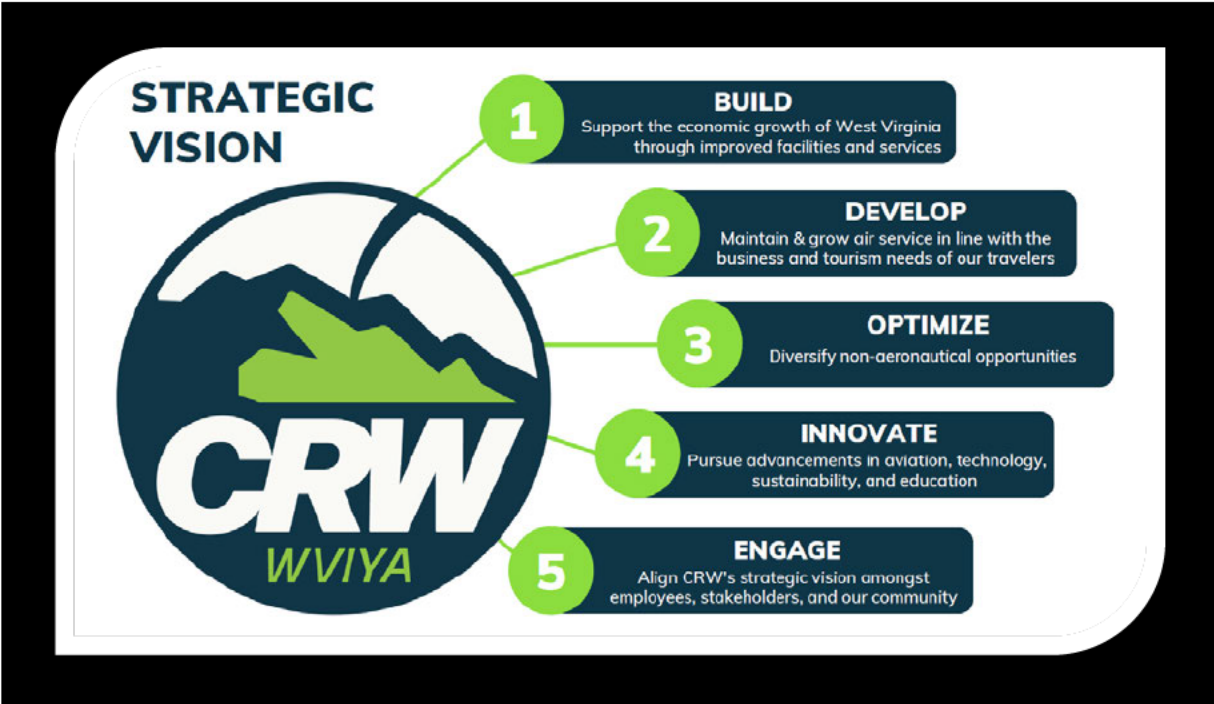 STRATEGIC
VISION
1
BUILD
Support the economic growth of West Virginia
through improved facilities and services
2
DEVELOP
Maintain & grow air service in line with the
business and tourism needs of our travelers
3
OPTIMIZE
Diversify non-aeronautical opportunities
4
INNOVATE
Pursue advancements in aviation, technology,
sustainability, and education
5
ENGAGE
Align CRW's strategic vision amongst
employees, stakeholders, and our community
CRW
WVIYA